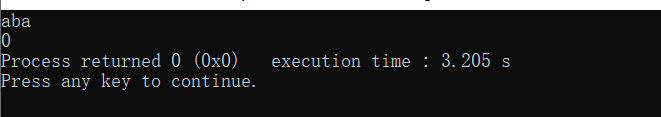 aba
0
Process returned 0 (0x0)   execution time : 3.205 s
Press any key to continue.